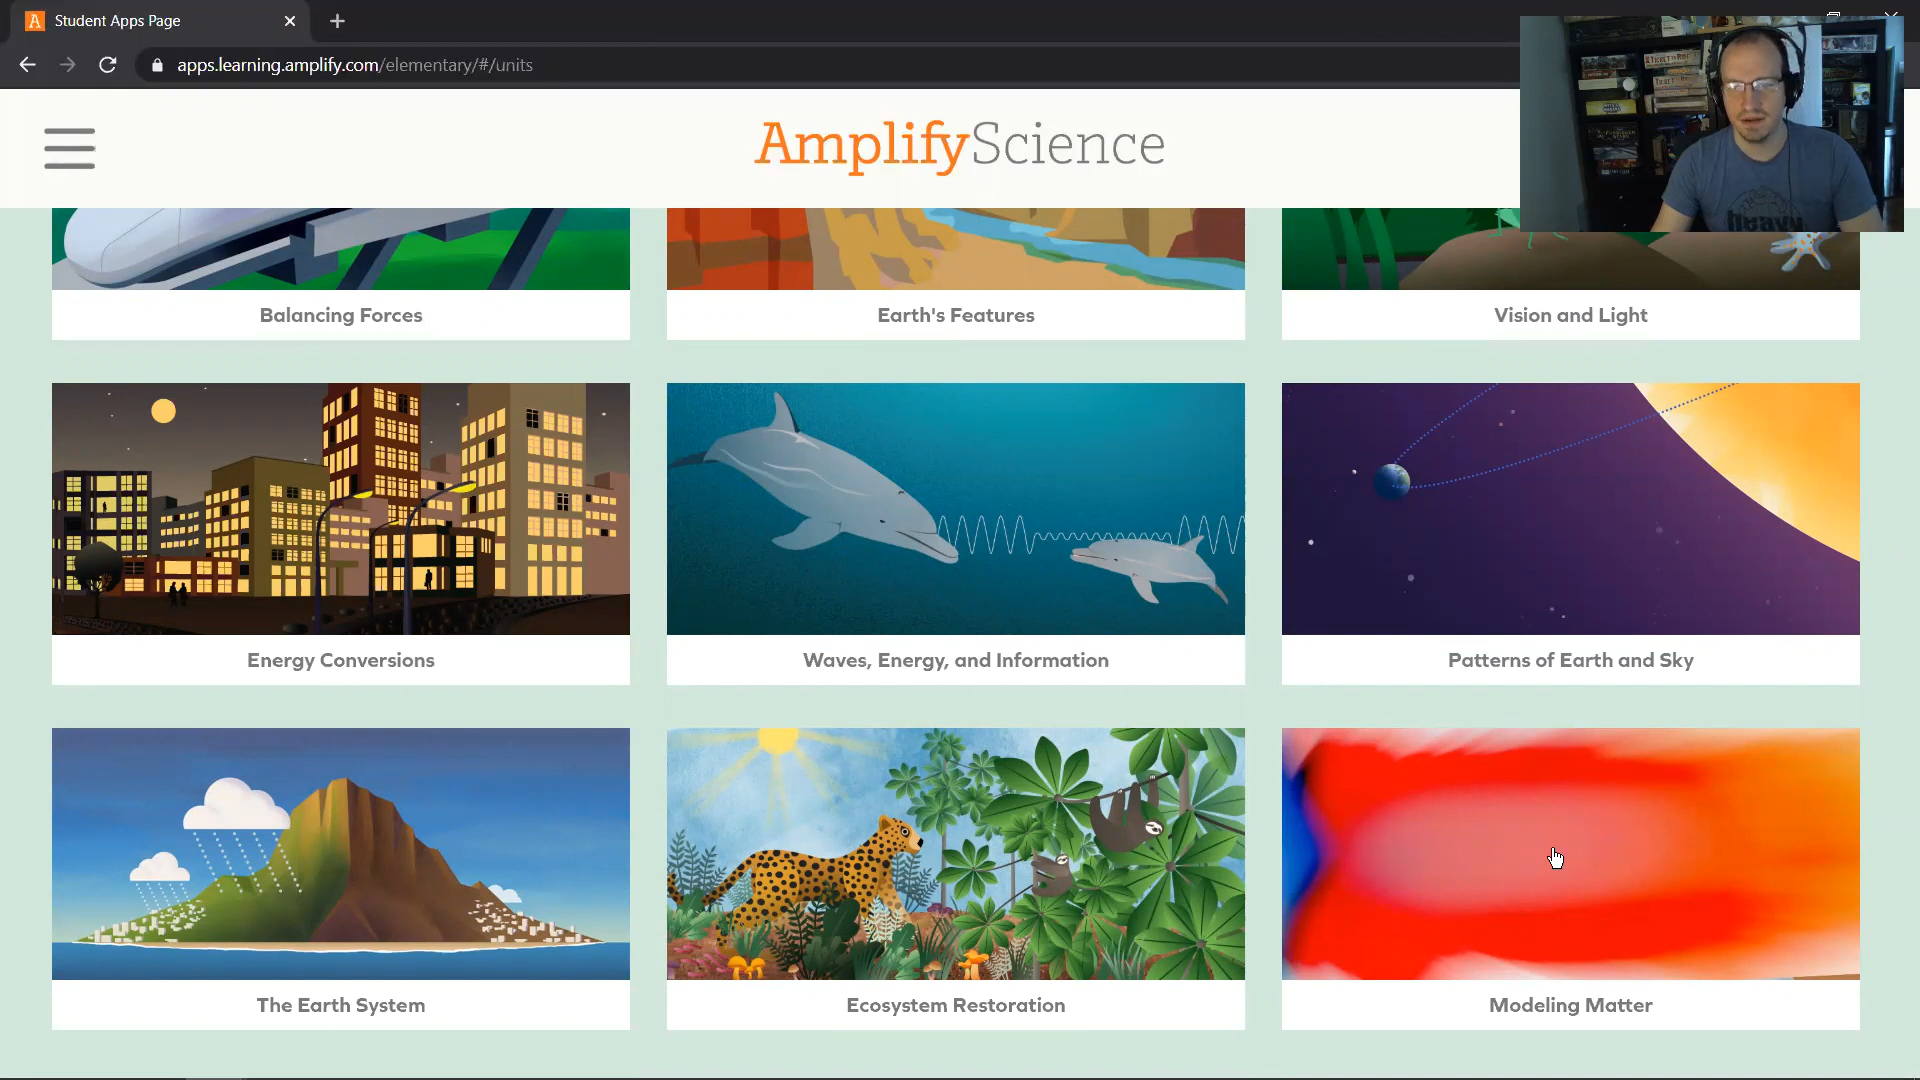 Student Apps Page
apps.learning.amplify.com/elementary/#/units
AmplifyScience
Balancing Forces
Earth's Features
Vision and Light
Energy Conversions
Waves, Energy, and Information
Patterns of Earth and Sky
The Earth System
Ecosystem Restoration
Modeling Matter